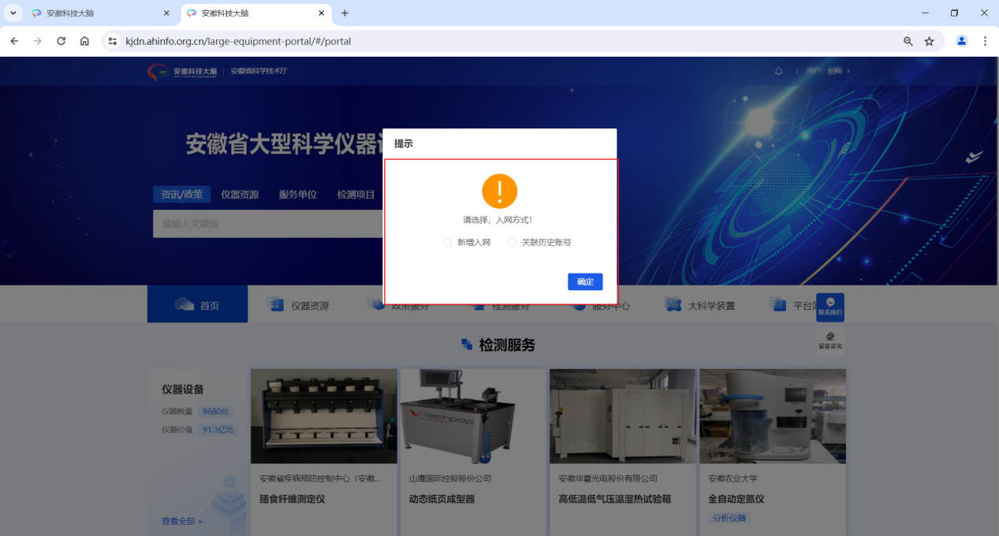 安徽科技大脑
安徽科技大脑
kjdn.ahinfo.org.cn/large-equipment-portal/#/portal
安徽科技大脑 安徽省科学技术厅
安徽省大型科学仪器
资讯/政策 仪器资源 服务单位 检测项目
请输入关键词
提示
请选择，入网方式！
新增入网 关联历史账号
确定
首页 仪器资源 政策服务 检测服务 服务中心 大科学装置 平台
联系我们
留言咨询
检测服务
仪器设备
仪器数量 8680台
仪器价值 91.3亿元
查看全部 >
techpop
安徽省疾病预防控制中心（安徽...
膳食纤维测定仪
山鹰国际控股股份公司
动态纸页成型器
安徽华夏光电股份有限公司
高低温低气压温湿热试验箱
安徽农业大学
全自动定氮仪
分析仪器